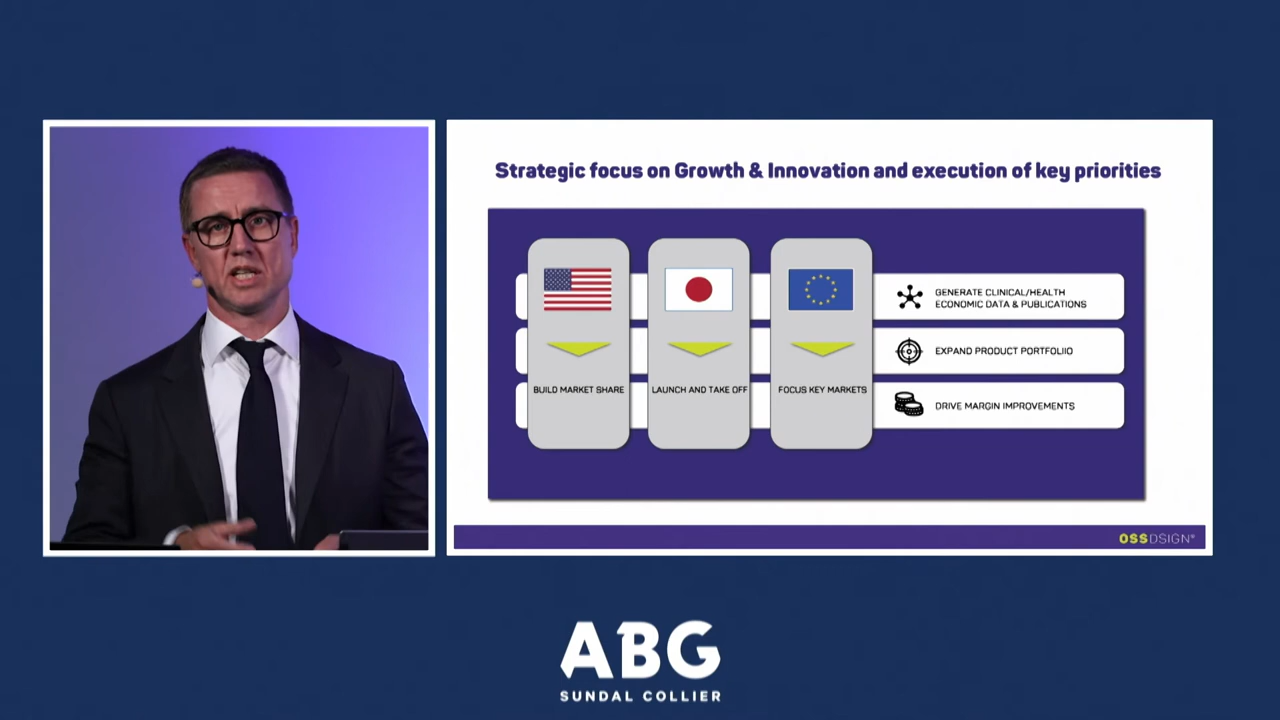 Strategic focus on Growth & Innovation and execution of key priorities
BUILD MARKET SHARE
LAUNCH AND TAKE OFF
FOCUS KEY MARKETS
GENERATE CLINICAL/HEALTH
ECONOMIC DATA & PUBLICATIONS
EXPAND PRODUCT PORTFOLIO
DRIVE MARGIN IMPROVEMENTS
OSSDSIGN®
ABG
SUNDAL COLLIER